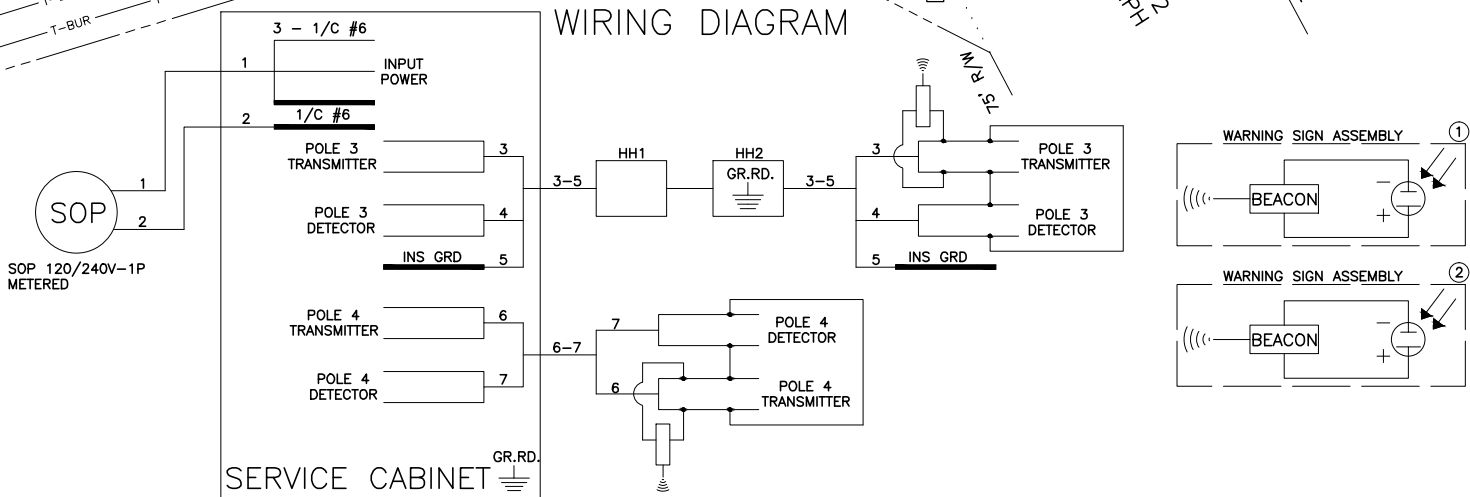 T-BUR
WIRING DIAGRAM
2
PH
75' R/W
3 - 1/C #6
1
INPUT
POWER
2
1/C #6
POLE 3
TRANSMITTER
3
POLE 3
DETECTOR
4
INS GRD
5
POLE 4
TRANSMITTER
6
POLE 4
DETECTOR
7
SERVICE CABINET
GR.RD.
SOP
1
2
SOP 120/240V-1P
METERED
3-5
HH1
HH2
GR.RD.
3-5
3
POLE 3
TRANSMITTER
4
POLE 3
DETECTOR
5
INS GRD
6-7
7
POLE 4
DETECTOR
6
POLE 4
TRANSMITTER
WARNING SIGN ASSEMBLY
1
BEACON
-
+
WARNING SIGN ASSEMBLY
2
BEACON
-
+